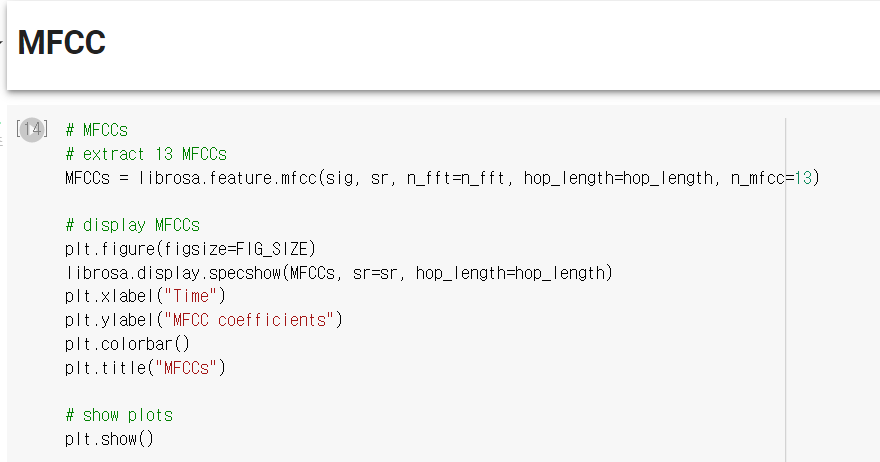 MFCC
[14]
# MFCCs
# extract 13 MFCCs
MFCCs = librosa.feature.mfcc(sig, sr, n_fft=n_fft, hop_length=hop_length, n_mfcc=13)
# display MFCCs
plt.figure(figsize=FIG_SIZE)
librosa.display.specshow(MFCCs, sr=sr, hop_length=hop_length)
plt.xlabel("Time")
plt.ylabel("MFCC coefficients")
plt.colorbar()
plt.title("MFCCs")
# show plots
plt.show()